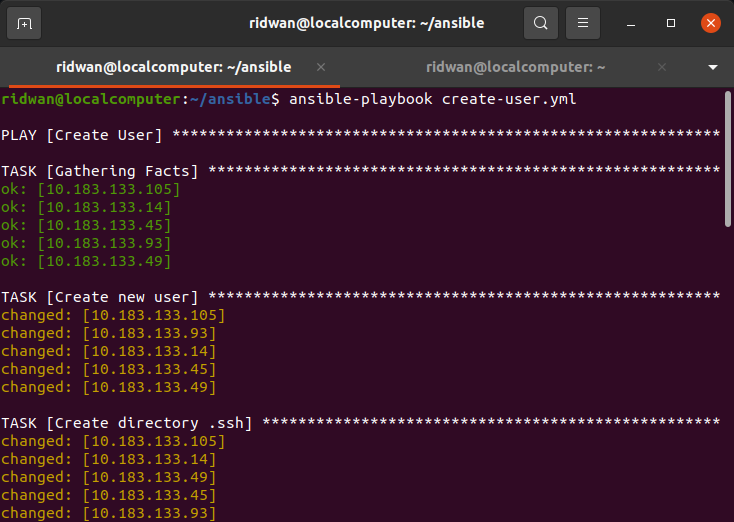 ridwan@localcomputer: ~/ansible
ridwan@localcomputer: ~/ansible × ridwan@localcomputer: ~ ×
ridwan@localcomputer:~/ansible$ ansible-playbook create-user.yml
PLAY [Create User] *************************************************************
TASK [Gathering Facts] *********************************************************
ok: [10.183.133.105]
ok: [10.183.133.14]
ok: [10.183.133.45]
ok: [10.183.133.93]
ok: [10.183.133.49]
TASK [Create new user] *********************************************************
changed: [10.183.133.105]
changed: [10.183.133.93]
changed: [10.183.133.14]
changed: [10.183.133.45]
changed: [10.183.133.49]
TASK [Create directory .ssh] ***************************************************
changed: [10.183.133.105]
changed: [10.183.133.14]
changed: [10.183.133.49]
changed: [10.183.133.45]
changed: [10.183.133.93]